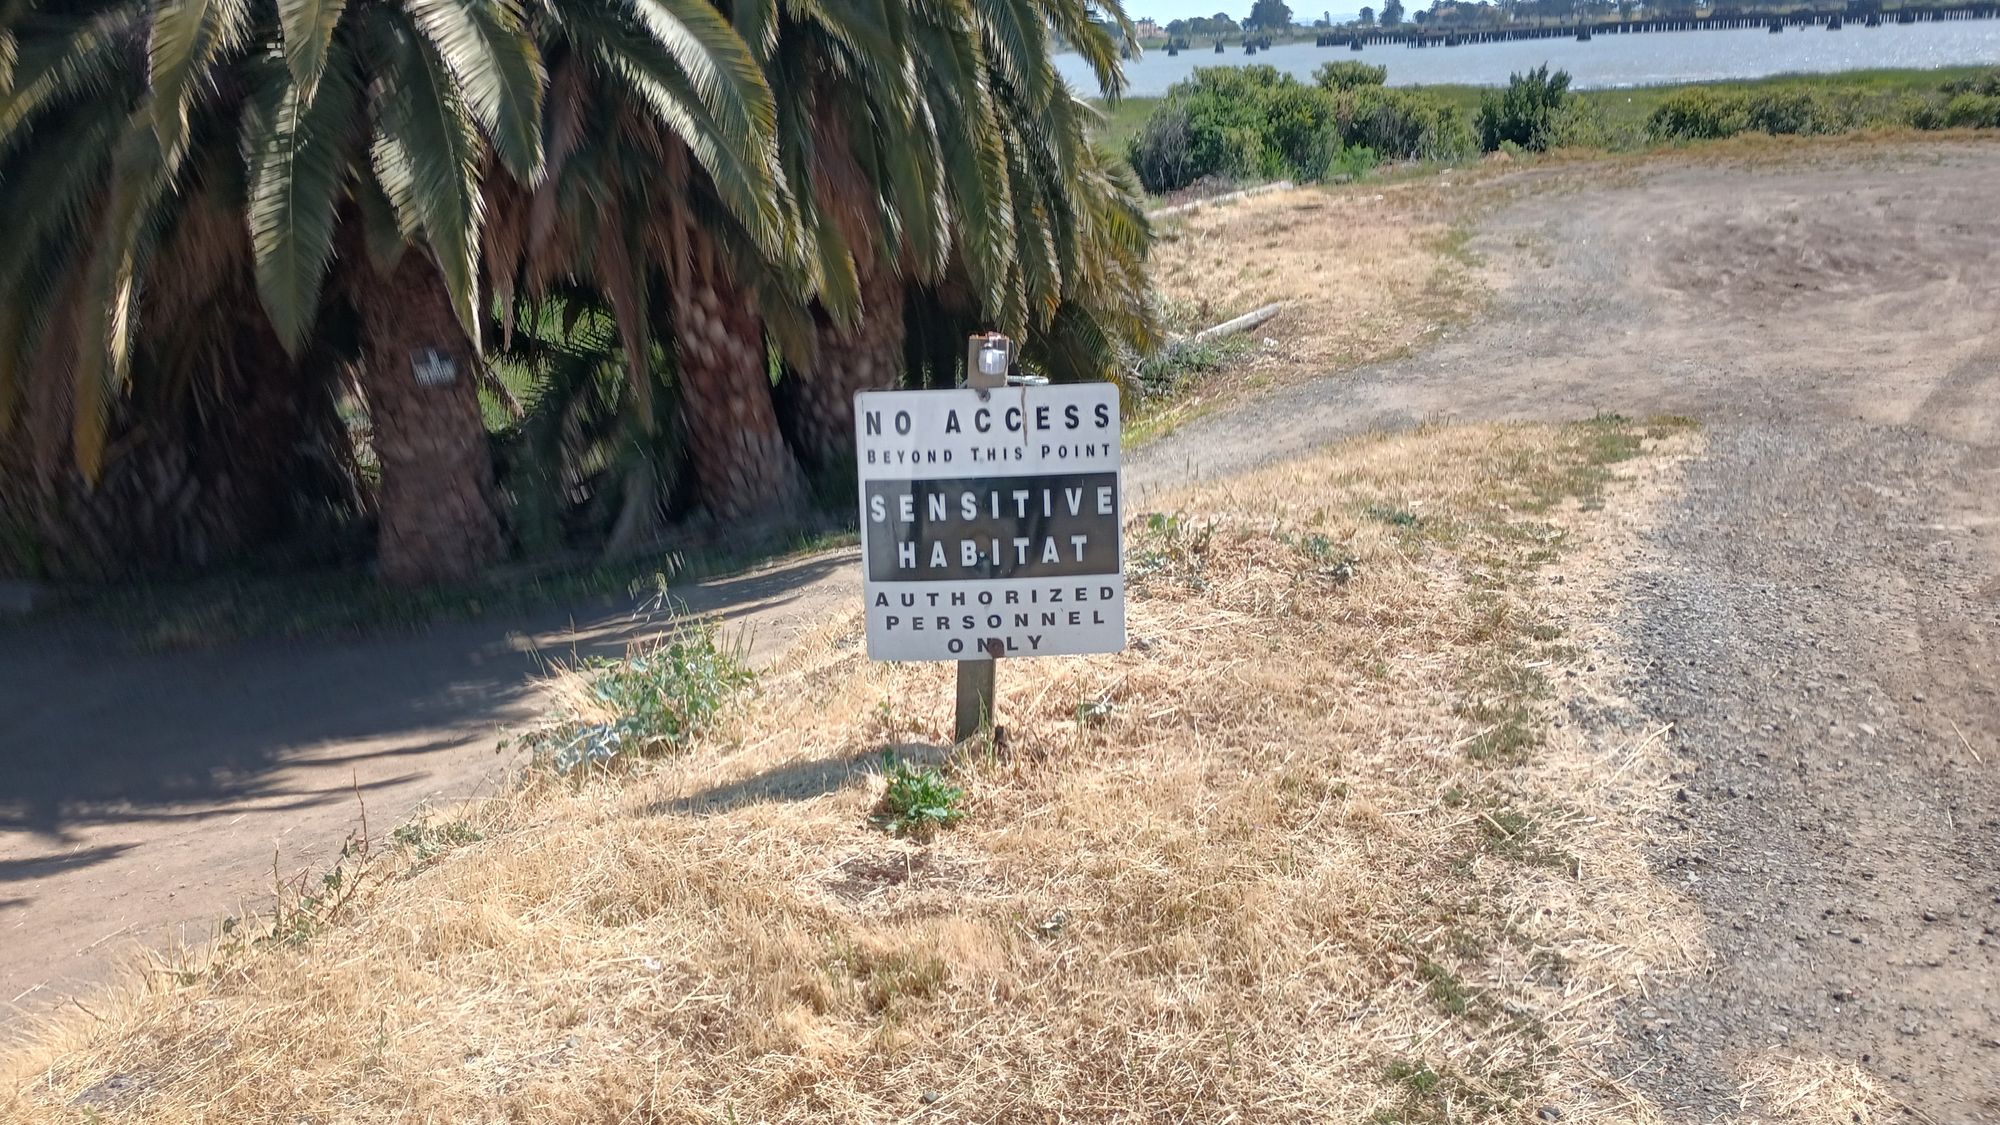 NO ACCESS
BEYOND THIS POINT
SENSITIVE
HABITAT
AUTHORIZED
PERSONNEL
ONLY